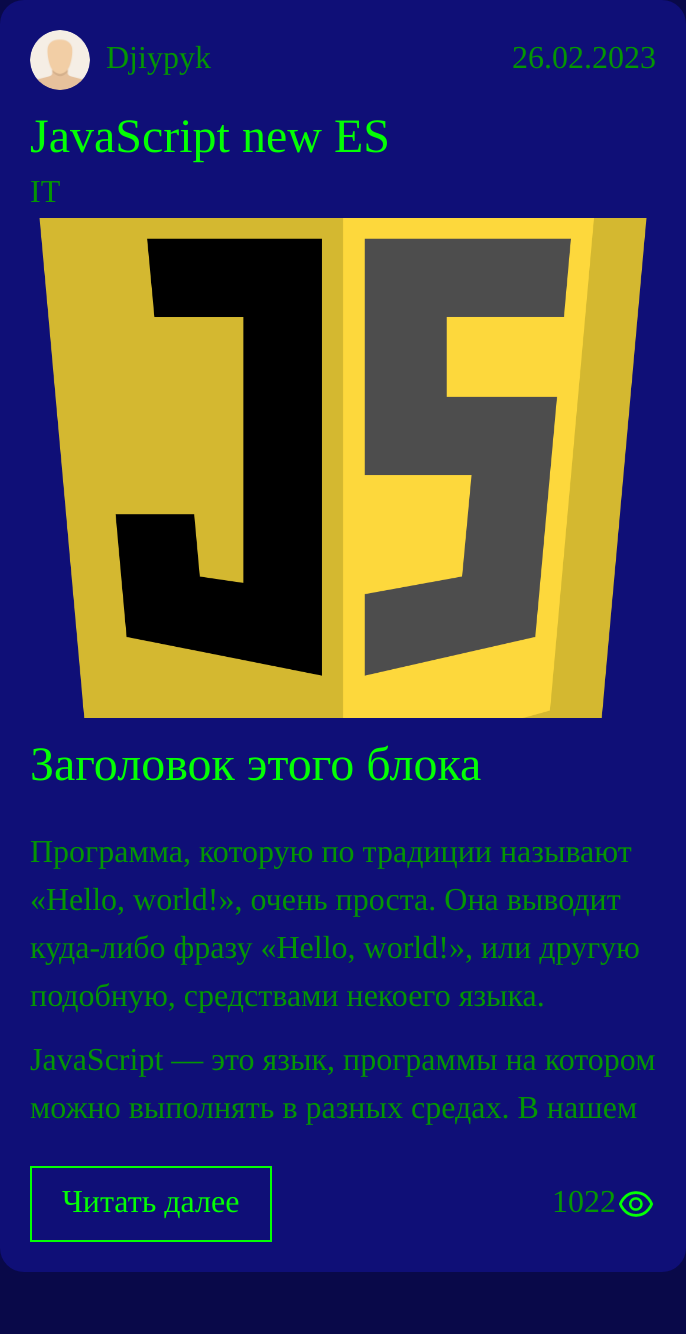 Djiypyk 26.02.2023
JavaScript new ES
IT
JS
Заголовок этого блока
Программа, которую по традиции называют
«Hello, world!», очень проста. Она выводит
куда-либо фразу «Hello, world!», или другую
подобную, средствами некоего языка.
JavaScript — это язык, программы на котором
можно выполнять в разных средах. В нашем
Читать далее 1022